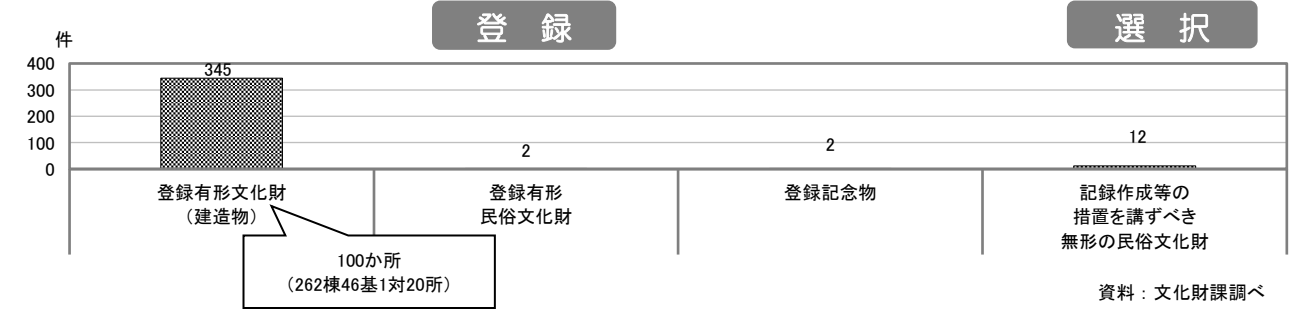 登 録
選 択
件
400
300
200
100
0
345
2
2
12
登録有形文化財
（建造物）
登録有形
民俗文化財
登録記念物
記録作成等の
措置を講ずべき
無形の民俗文化財
100か所
（262棟46基1対20所）
資料：文化財課調べ